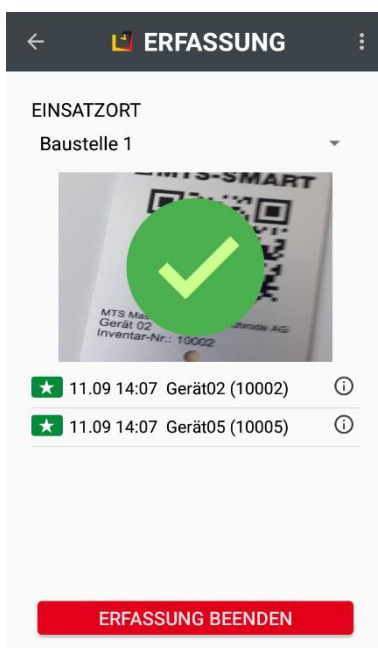 ERFASSUNG
EINSATZORT
Baustelle 1
MTS-SMART
MTS
Gerät 02
AG
Inventar-Nr.: 10002
11.09 14:07 Gerät02 (10002)
11.09 14:07 Gerät05 (10005)
ERFASSUNG BEENDEN